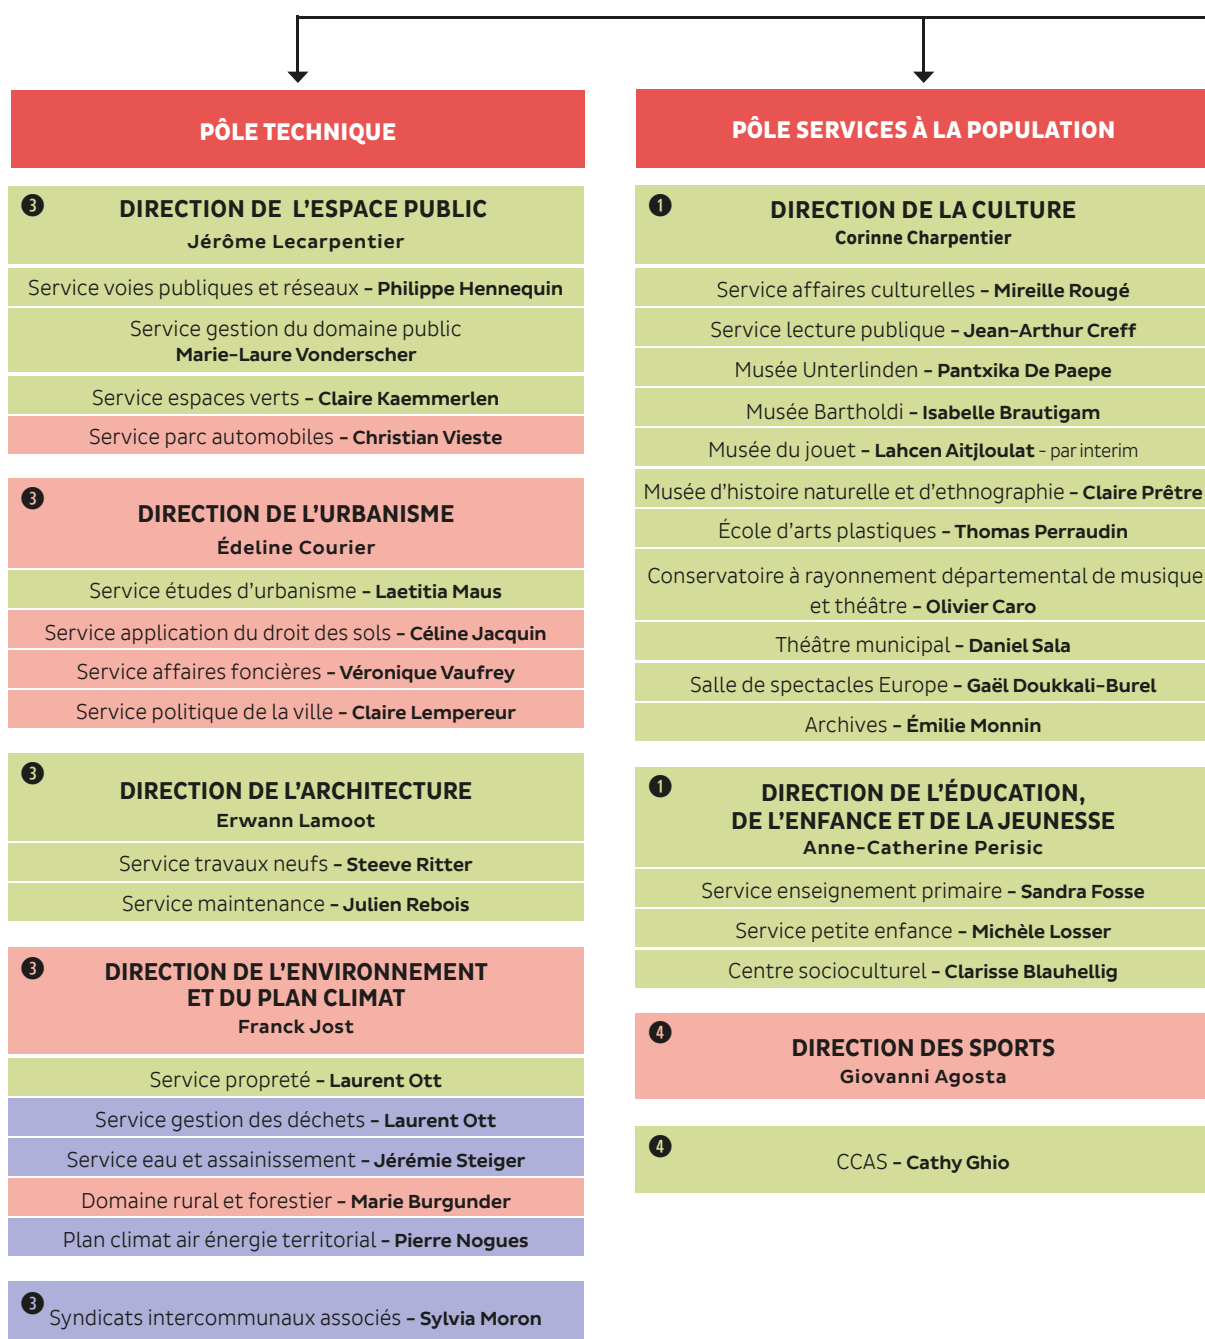 PÔLE TECHNIQUE
❸ DIRECTION DE L'ESPACE PUBLIC
Jérôme Lecarpentier
Service voies publiques et réseaux - Philippe Hennequin
Service gestion du domaine public
Marie-Laure Vonderscher
Service espaces verts - Claire Kaemmerlen
Service parc automobiles - Christian Vieste
❸ DIRECTION DE L'URBANISME
Édeline Courier
Service études d'urbanisme - Laetitia Maus
Service application du droit des sols - Céline Jacquin
Service affaires foncières - Véronique Vaufrey
Service politique de la ville - Claire Lempereur
❸ DIRECTION DE L'ARCHITECTURE
Erwann Lamoot
Service travaux neufs - Steeve Ritter
Service maintenance - Julien Rebois
❸ DIRECTION DE L'ENVIRONNEMENT
ET DU PLAN CLIMAT
Franck Jost
Service propreté - Laurent Ott
Service gestion des déchets - Laurent Ott
Service eau et assainissement - Jérémie Steiger
Domaine rural et forestier - Marie Burgunder
Plan climat air énergie territorial - Pierre Nogues
❸ Syndicats intercommunaux associés - Sylvia Moron
PÔLE SERVICES À LA POPULATION
❶ DIRECTION DE LA CULTURE
Corinne Charpentier
Service affaires culturelles - Mireille Rougé
Service lecture publique - Jean-Arthur Creff
Musée Unterlinden - Pantxika De Paepe
Musée Bartholdi - Isabelle Brautigam
Musée du jouet - Lahcen Aitjloulat - par interim
Musée d'histoire naturelle et d'ethnographie - Claire Prêtre
École d'arts plastiques - Thomas Perraudin
Conservatoire à rayonnement départemental de musique
et théâtre - Olivier Caro
Théâtre municipal - Daniel Sala
Salle de spectacles Europe - Gaël Doukkali-Burel
Archives - Émilie Monnin
❶ DIRECTION DE L'ÉDUCATION,
DE L'ENFANCE ET DE LA JEUNESSE
Anne-Catherine Perisic
Service enseignement primaire - Sandra Fosse
Service petite enfance - Michèle Losser
Centre socioculturel - Clarisse Blauhellig
❹ DIRECTION DES SPORTS
Giovanni Agosta
❹ CCAS - Cathy Ghio